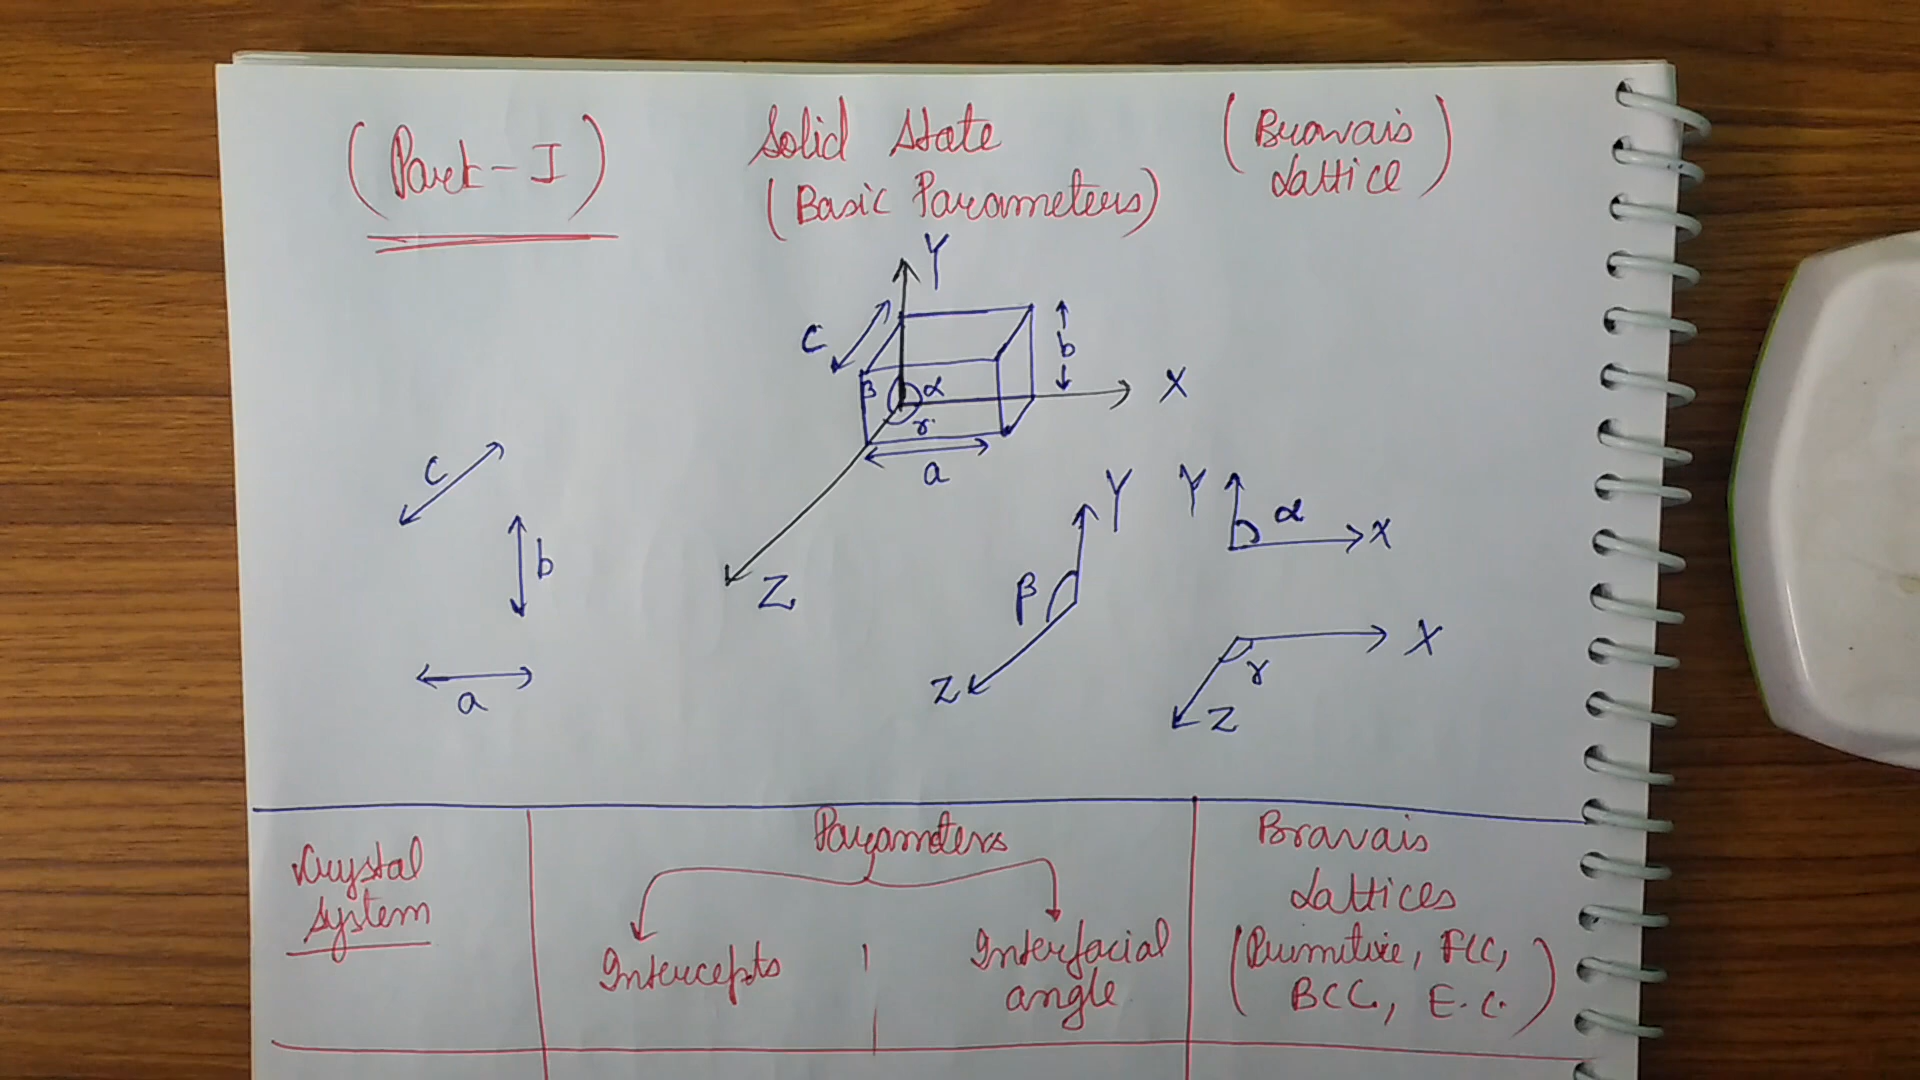 (Part-I)
Solid State
(Basic Parameters)
(Bravais
Lattice)
Y
C
b
β
α
γ
X
a
Z
C
b
a
Y
β
Z
Y
α
X
X
γ
Z
Crystal
System
Parameters
Intercepts
Interfacial
angle
Bravais
Lattices
(Primitive, FCC,
BCC, E.C.)